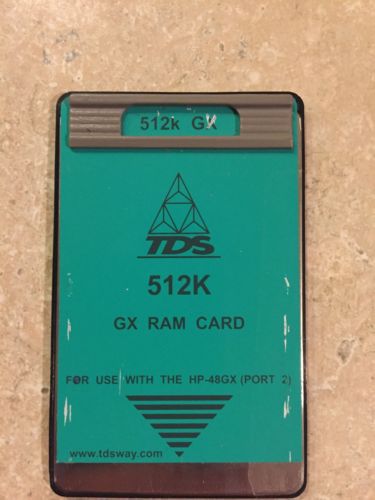 512k GX
TDS
512K
GX RAM CARD
FOR USE WITH THE HP-48GX (PORT 2)
www.tdsway.com